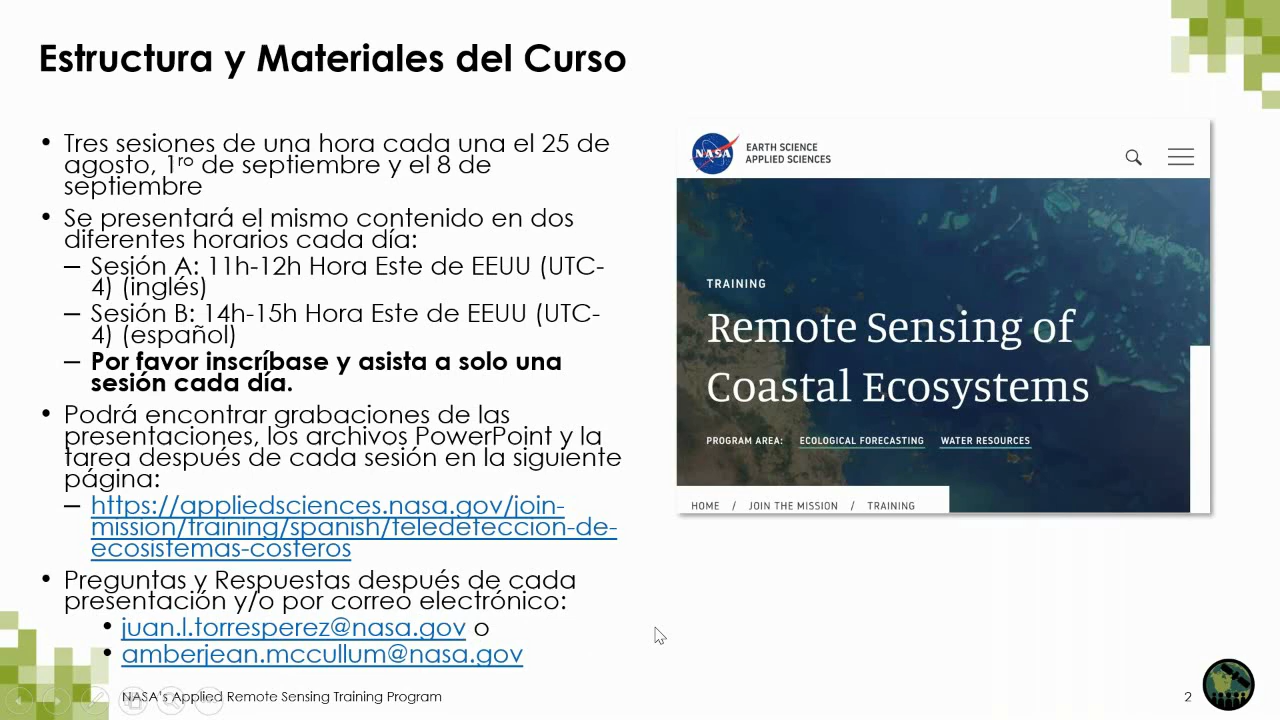 Estructura y Materiales del Curso
• Tres sesiones de una hora cada una el 25 de
agosto, 1ro de septiembre y el 8 de
septiembre
• Se presentará el mismo contenido en dos
diferentes horarios cada día:
– Sesión A: 11h-12h Hora Este de EEUU (UTC-
4) (inglés)
– Sesión B: 14h-15h Hora Este de EEUU (UTC-
4) (español)
– Por favor inscríbase y asista a solo una
sesión cada día.
• Podrá encontrar grabaciones de las
presentaciones, los archivos PowerPoint y la
tarea después de cada sesión en la siguiente
página:
– https://appliedsciences.nasa.gov/join-
mission/training/spanish/teledeteccion-de-
ecosistemas-costeros
• Preguntas y Respuestas después de cada
presentación y/o por correo electrónico:
• juan.l.torresperez@nasa.gov o
• amberjean.mccullum@nasa.gov
NASA
EARTH SCIENCE
APPLIED SCIENCES
TRAINING
Remote Sensing of
Coastal Ecosystems
PROGRAM AREA: ECOLOGICAL FORECASTING WATER RESOURCES
HOME / JOIN THE MISSION / TRAINING
NASA's Applied Remote Sensing Training Program
2